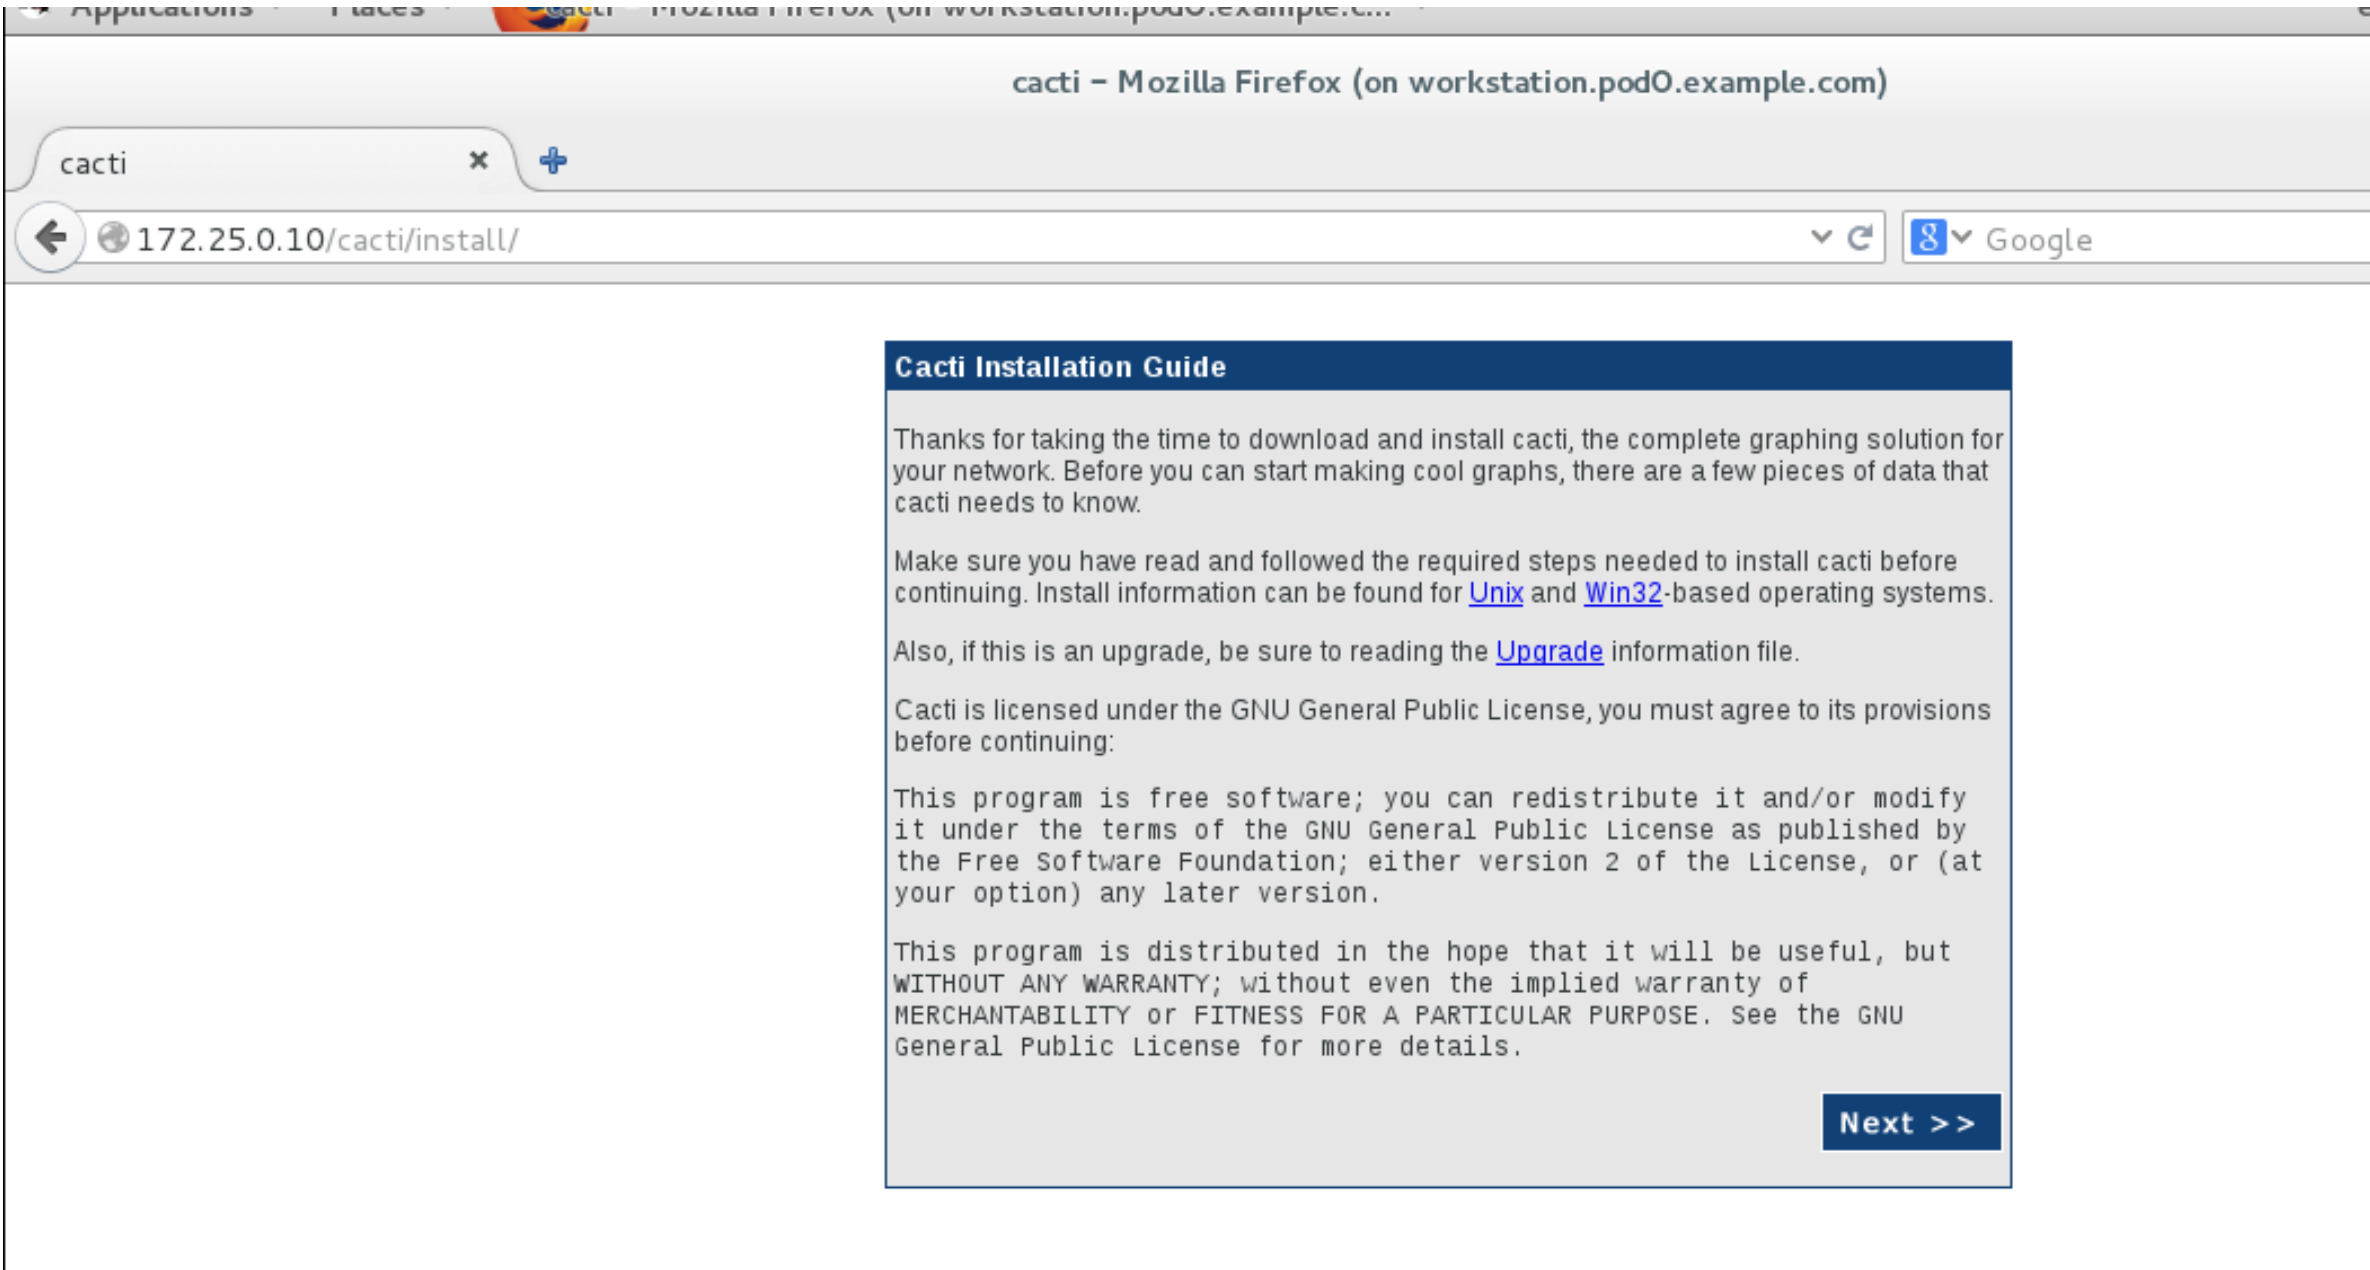 Applications Places cacti – Mozilla Firefox (on workstation.pod0.example.c...
cacti – Mozilla Firefox (on workstation.pod0.example.com)
cacti
172.25.0.10/cacti/install/
8 Google
Cacti Installation Guide
Thanks for taking the time to download and install cacti, the complete graphing solution for
your network. Before you can start making cool graphs, there are a few pieces of data that
cacti needs to know.
Make sure you have read and followed the required steps needed to install cacti before
continuing. Install information can be found for Unix and Win32-based operating systems.
Also, if this is an upgrade, be sure to reading the Upgrade information file.
Cacti is licensed under the GNU General Public License, you must agree to its provisions
before continuing:
This program is free software; you can redistribute it and/or modify
it under the terms of the GNU General Public License as published by
the Free Software Foundation; either version 2 of the License, or (at
your option) any later version.
This program is distributed in the hope that it will be useful, but
WITHOUT ANY WARRANTY; without even the implied warranty of
MERCHANTABILITY or FITNESS FOR A PARTICULAR PURPOSE. See the GNU
General Public License for more details.
Next >>